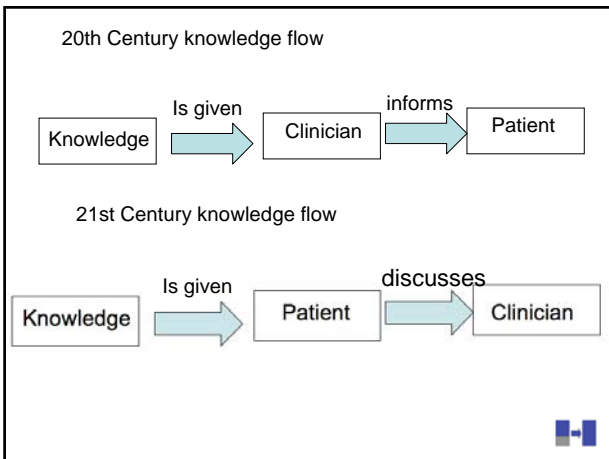 20th Century knowledge flow
Is given
informs
Knowledge
Clinician
Patient
21st Century knowledge flow
Is given
discusses
Knowledge
Patient
Clinician